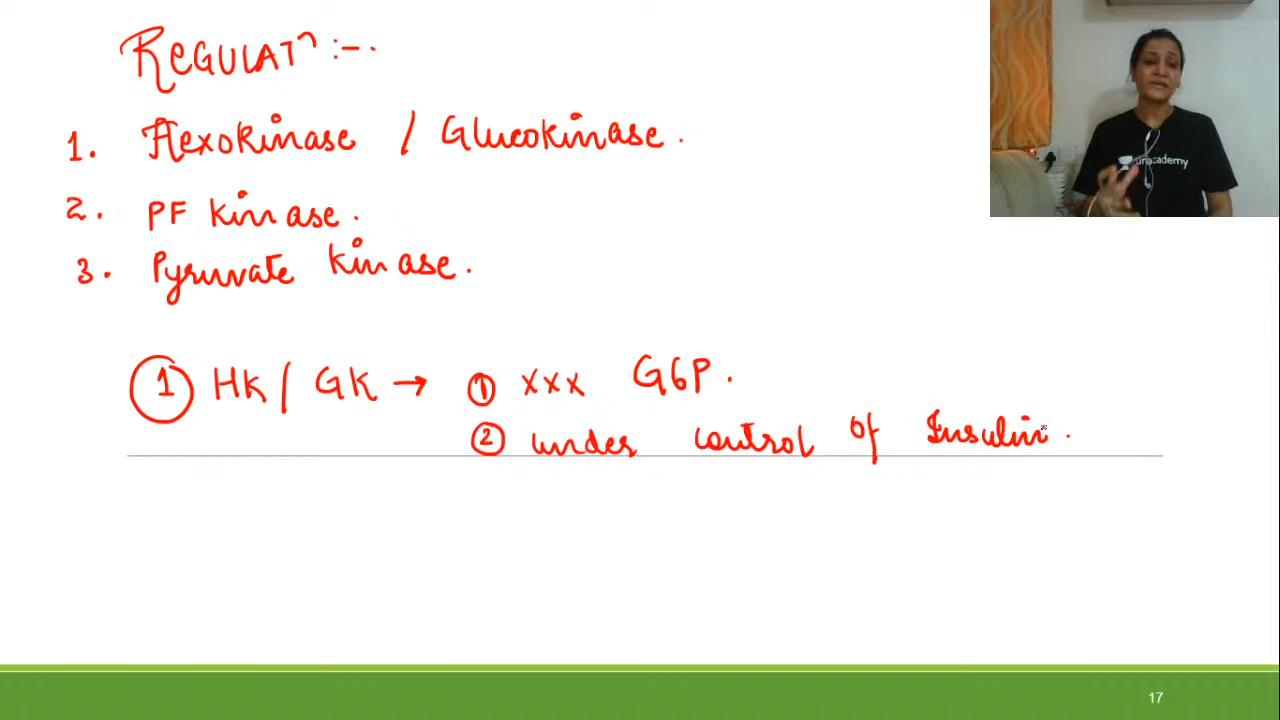 REGULATⁿ :-.
1. Hexokinase / Glucokinase.
2. PF kinase.
3. Pyruvate kinase.
① HK / GK → ① xxx G6P.
② under control of Insulin.
unacademy
17